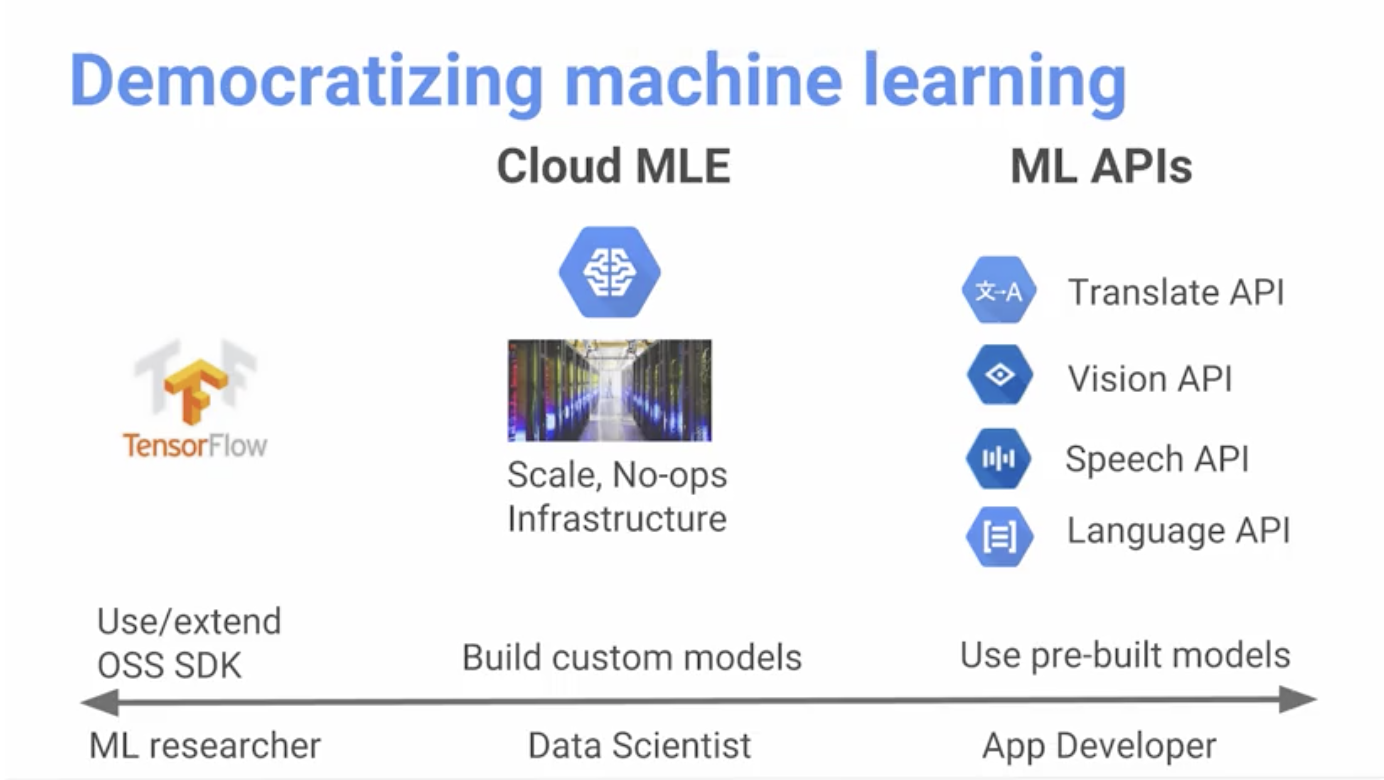 Democratizing machine learning
Cloud MLE
ML APIs
TensorFlow
Scale, No-ops
Infrastructure
文→A
Translate API
Vision API
Speech API
Language API
Use/extend
OSS SDK
Build custom models
Use pre-built models
ML researcher
Data Scientist
App Developer